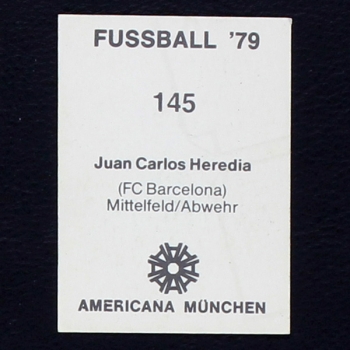 FUSSBALL '79
145
Juan Carlos Heredia
(FC Barcelona)
Mittelfeld/Abwehr
AMERICANA MÜNCHEN